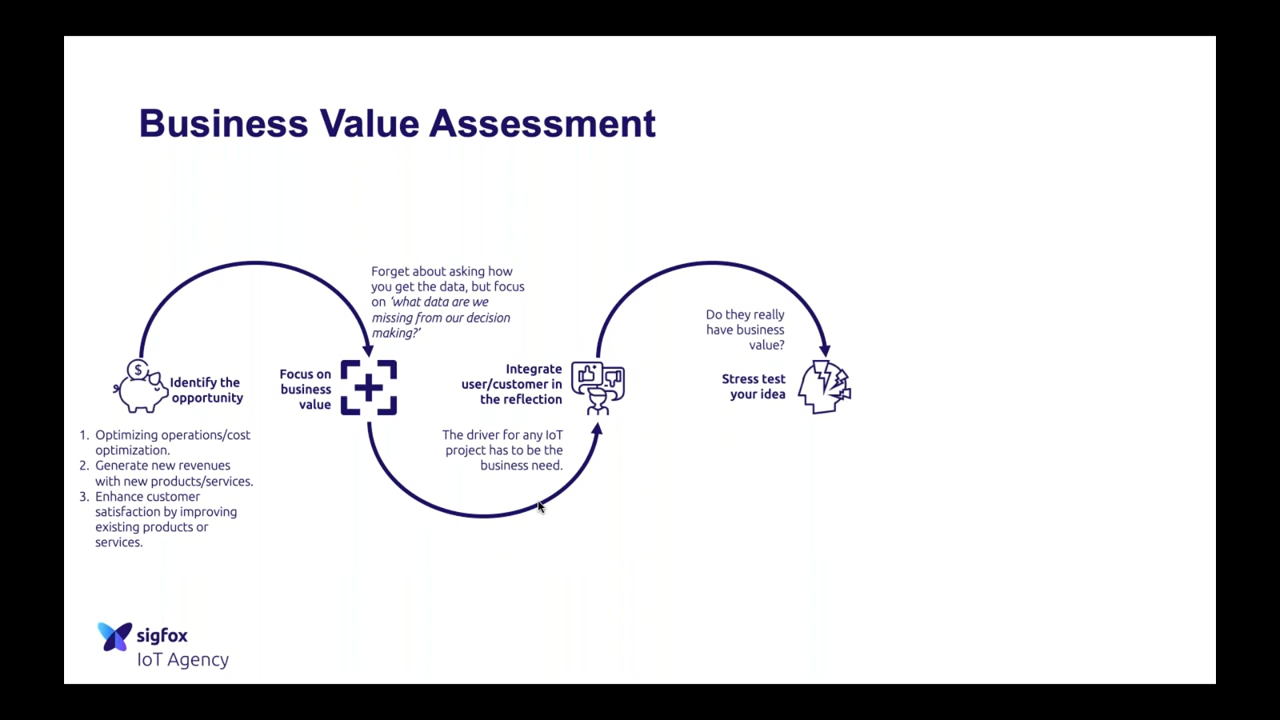 Business Value Assessment
Forget about asking how
you get the data, but focus
on ‘what data are we
missing from our decision
making?’
Do they really
have business
value?
$
Identify the
opportunity
Focus on
business
value
Integrate
user/customer in
the reflection
Stress test
your idea
1. Optimizing operations/cost
optimization.
2. Generate new revenues
with new products/services.
3. Enhance customer
satisfaction by improving
existing products or
services.
The driver for any IoT
project has to be the
business need.
sigfox
IoT Agency